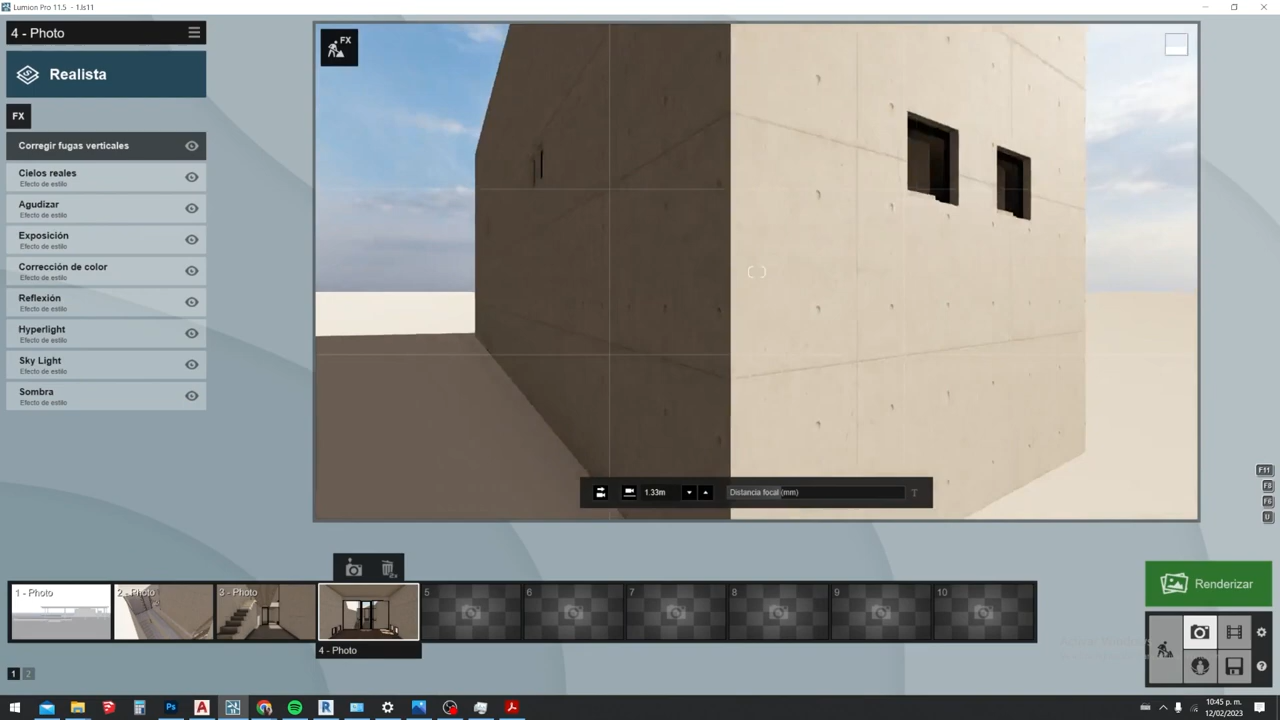 Lumion Pro 11.5 - 1.ls11
4 - Photo
Realista
FX
FX
Corregir fugas verticales
Cielos reales
Efecto de estilo
Agudizar
Efecto de estilo
Exposición
Efecto de estilo
Corrección de color
Efecto de estilo
Reflexión
Efecto de estilo
Hyperlight
Efecto de estilo
Sky Light
Efecto de estilo
Sombra
Efecto de estilo
1.33m
Distancia focal (mm)
T
F11
U
1 - Photo
2 - Photo
3 - Photo
5
6
7
8
9
10
4 - Photo
Renderizar
1 2
10:45 p. m.
12/02/2023